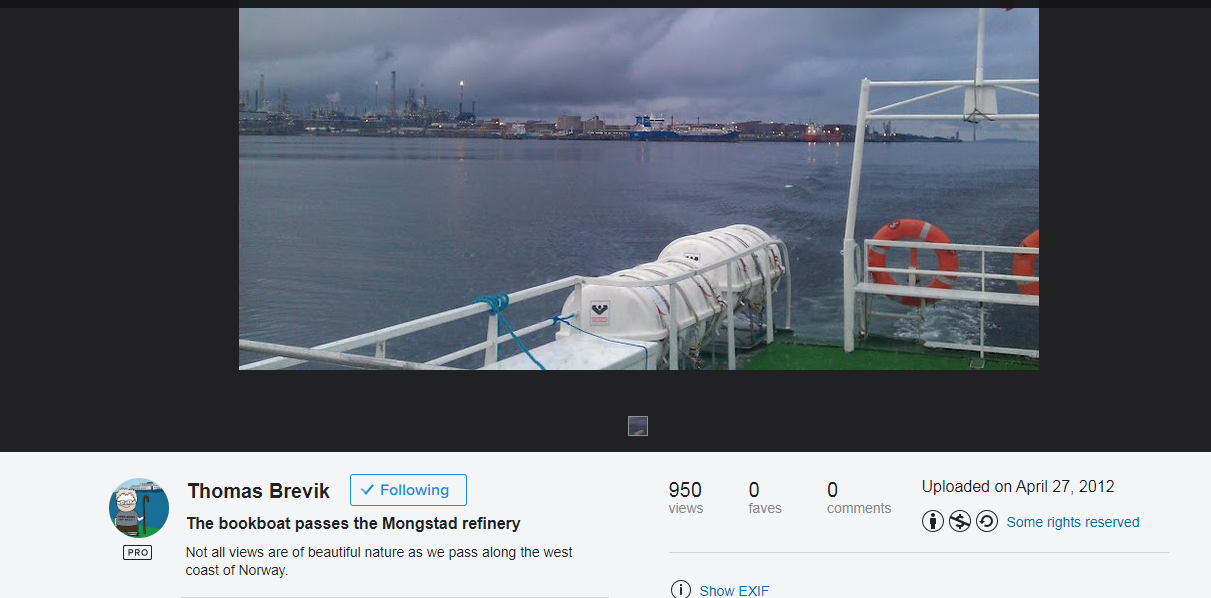 Thomas Brevik
Following
The bookboat passes the Mongstad refinery
PRO
Not all views are of beautiful nature as we pass along the west
coast of Norway.
950
views
0
faves
0
comments
Uploaded on April 27, 2012
Some rights reserved
Show EXIF